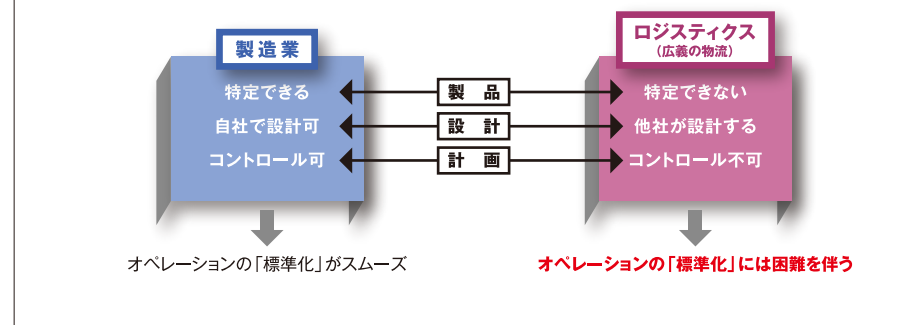 製造業
ロジスティクス
(広義の物流)
特定できる
製品
特定できない
自社で設計可
設計
他社が設計する
コントロール可
計画
コントロール不可
オペレーションの「標準化」がスムーズ
オペレーションの「標準化」には困難を伴う